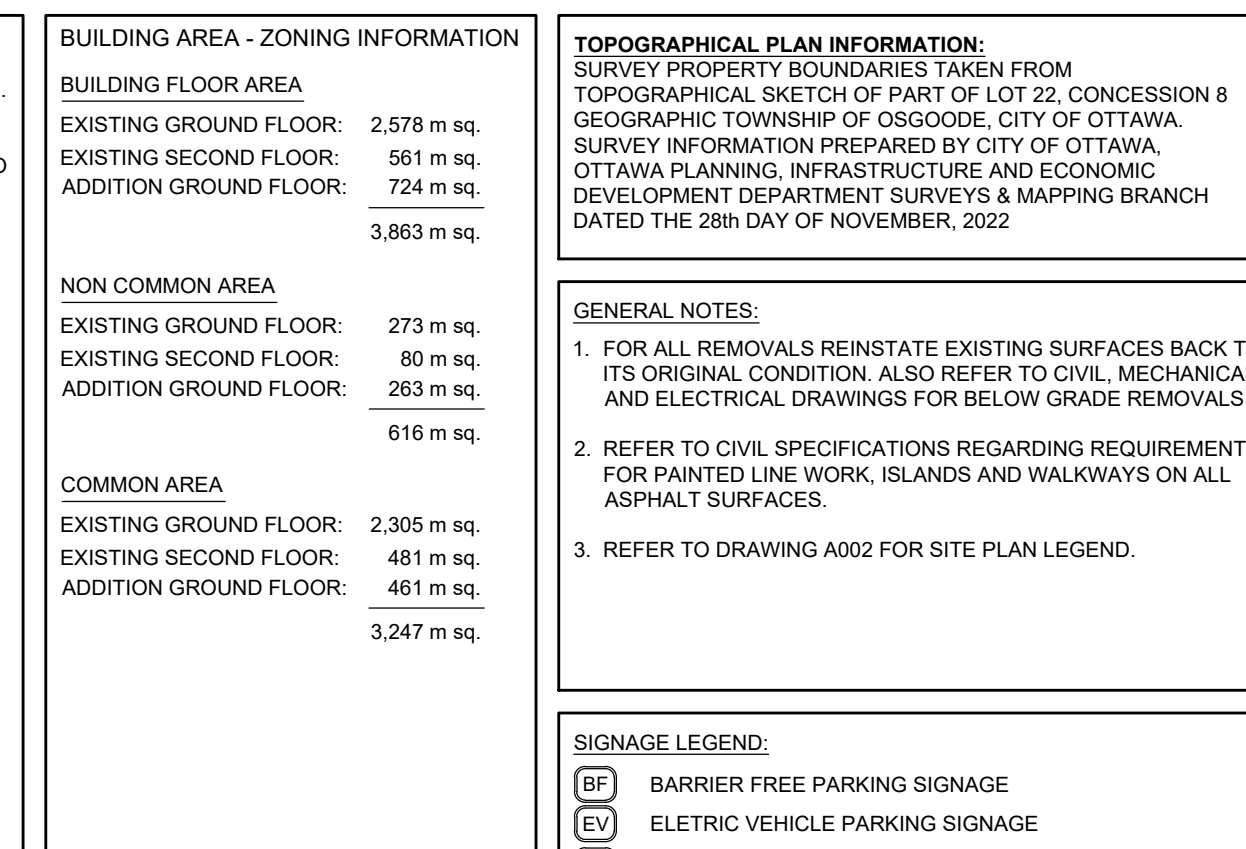 BUILDING AREA - ZONING INFORMATION
BUILDING FLOOR AREA
EXISTING GROUND FLOOR: 2,578 m sq.
EXISTING SECOND FLOOR: 561 m sq.
ADDITION GROUND FLOOR: 724 m sq.
3,863 m sq.
NON COMMON AREA
EXISTING GROUND FLOOR: 273 m sq.
EXISTING SECOND FLOOR: 80 m sq.
ADDITION GROUND FLOOR: 263 m sq.
616 m sq.
COMMON AREA
EXISTING GROUND FLOOR: 2,305 m sq.
EXISTING SECOND FLOOR: 481 m sq.
ADDITION GROUND FLOOR: 461 m sq.
3,247 m sq.
TOPOGRAPHICAL PLAN INFORMATION:
SURVEY PROPERTY BOUNDARIES TAKEN FROM
TOPOGRAPHICAL SKETCH OF PART OF LOT 22, CONCESSION 8
GEOGRAPHIC TOWNSHIP OF OSGOODE, CITY OF OTTAWA.
SURVEY INFORMATION PREPARED BY CITY OF OTTAWA,
OTTAWA PLANNING, INFRASTRUCTURE AND ECONOMIC
DEVELOPMENT DEPARTMENT SURVEYS & MAPPING BRANCH
DATED THE 28th DAY OF NOVEMBER, 2022
GENERAL NOTES:
1. FOR ALL REMOVALS REINSTATE EXISTING SURFACES BACK T
ITS ORIGINAL CONDITION. ALSO REFER TO CIVIL, MECHANICA
AND ELECTRICAL DRAWINGS FOR BELOW GRADE REMOVALS
2. REFER TO CIVIL SPECIFICATIONS REGARDING REQUIREMENT
FOR PAINTED LINE WORK, ISLANDS AND WALKWAYS ON ALL
ASPHALT SURFACES.
3. REFER TO DRAWING A002 FOR SITE PLAN LEGEND.
SIGNAGE LEGEND:
BF BARRIER FREE PARKING SIGNAGE
EV ELETRIC VEHICLE PARKING SIGNAGE